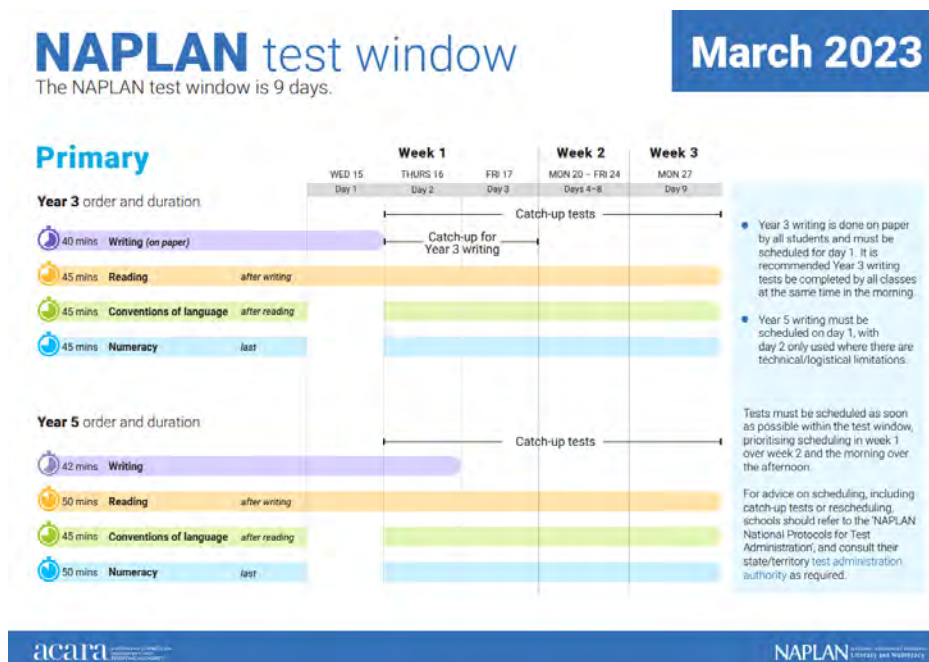 NAPLAN test window
March 2023
The NAPLAN test window is 9 days.
Primary
Week 1
Week 2
Week 3
WED 15
THURS 16
FRI 17
MON 20 – FRI 24
MON 27
Day 1
Day 2
Day 3
Days 4–8
Day 9
Year 3 order and duration
Catch-up tests
40 mins Writing (on paper)
Catch-up for
Year 3 writing
45 mins Reading after writing
45 mins Conventions of language after reading
45 mins Numeracy last
Year 5 order and duration
Catch-up tests
42 mins Writing
50 mins Reading after writing
45 mins Conventions of language after reading
50 mins Numeracy last
Year 3 writing is done on paper
by all students and must be
scheduled for day 1. It is
recommended Year 3 writing
tests be completed by all classes
at the same time in the morning.
Year 5 writing must be
scheduled on day 1, with
day 2 only used where there are
technical/logistical limitations.
Tests must be scheduled as soon
as possible within the test window,
prioritising scheduling in week 1
over week 2 and the morning over
the afternoon.
For advice on scheduling, including
catch-up tests or rescheduling,
schools should refer to the 'NAPLAN
National Protocols for Test
Administration', and consult their
state/territory test administration
authority as required.
acara
NAPLAN
Literacy and Numeracy